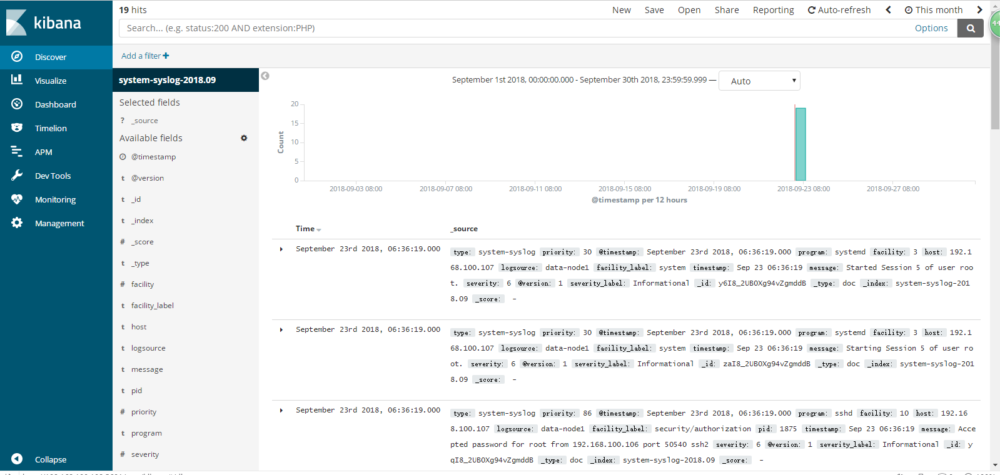 19 hits
New Save Open Share Reporting Auto-refresh This month
kibana
Search... (e.g. status:200 AND extension:PHP)
Options
44
Add a filter
Discover
Visualize
Dashboard
Timelion
APM
Dev Tools
Monitoring
Management
Collapse
system-syslog-2018.09
Selected fields
? _source
Available fields
@timestamp
t @version
t _id
t _index
# _score
t _type
# facility
t facility_label
t host
t logsource
t message
t pid
# priority
t program
# severity
September 1st 2018, 00:00:00.000 - September 30th 2018, 23:59:59.999 — Auto
Count
20
15
10
5
0
2018-09-03 08:00 2018-09-07 08:00 2018-09-11 08:00 2018-09-15 08:00 2018-09-19 08:00 2018-09-23 08:00 2018-09-27 08:00
@timestamp per 12 hours
Time _source
September 23rd 2018, 06:36:19.000
type: system-syslog priority: 30 @timestamp: September 23rd 2018, 06:36:19.000 program: systemd facility: 3 host: 192.1
68.100.107 logsource: data-node1 facility_label: system timestamp: Sep 23 06:36:19 message: Started Session 5 of user roo
t. severity: 6 @version: 1 severity_label: Informational _id: y6I8_2UB0Xg94vZgmddB _type: doc _index: system-syslog-201
8.09 _score: -
September 23rd 2018, 06:36:19.000
type: system-syslog priority: 30 @timestamp: September 23rd 2018, 06:36:19.000 program: systemd facility: 3 host: 192.1
68.100.107 logsource: data-node1 facility_label: system timestamp: Sep 23 06:36:19 message: Starting Session 5 of user ro
ot. severity: 6 @version: 1 severity_label: Informational _id: zaI8_2UB0Xg94vZgmddB _type: doc _index: system-syslog-201
8.09 _score: -
September 23rd 2018, 06:36:19.000
type: system-syslog priority: 86 @timestamp: September 23rd 2018, 06:36:19.000 program: sshd facility: 10 host: 192.16
8.100.107 logsource: data-node1 facility_label: security/authorization pid: 1875 timestamp: Sep 23 06:36:19 message: Acce
pted password for root from 192.168.100.106 port 50540 ssh2 severity: 6 @version: 1 severity_label: Informational _id: y
qI8_2UB0Xg94vZgmddB _type: doc _index: system-syslog-2018.09 _score: -